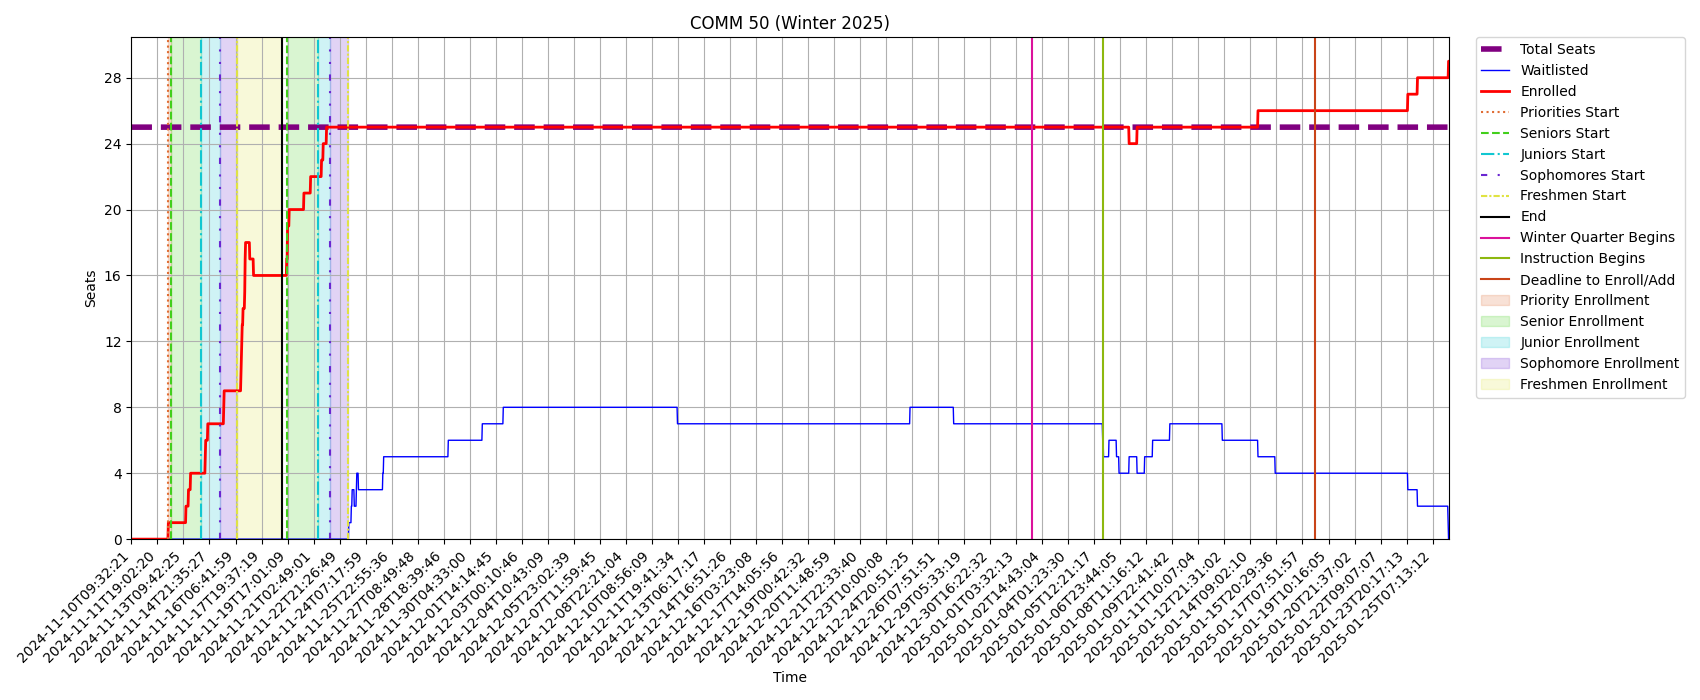 COMM 50 (Winter 2025)
Seats
28
24
20
16
12
8
4
0
2024-11-10T09:32:21
2024-11-11T19:02:20
2024-11-13T09:42:25
2024-11-14T21:35:27
2024-11-16T06:41:59
2024-11-17T19:37:19
2024-11-19T17:01:09
2024-11-21T02:49:01
2024-11-22T21:26:49
2024-11-24T07:17:59
2024-11-25T22:55:36
2024-11-27T08:49:48
2024-11-28T18:39:46
2024-11-30T04:33:00
2024-12-01T14:14:45
2024-12-03T00:10:46
2024-12-04T10:43:09
2024-12-05T23:02:39
2024-12-07T11:59:45
2024-12-08T22:21:04
2024-12-10T08:56:09
2024-12-11T19:41:34
2024-12-13T06:17:17
2024-12-14T16:51:26
2024-12-16T03:23:08
2024-12-17T14:05:56
2024-12-19T00:42:32
2024-12-20T11:48:59
2024-12-21T22:33:40
2024-12-23T10:00:08
2024-12-24T20:51:25
2024-12-26T07:51:51
2024-12-29T05:33:19
2024-12-30T16:22:32
2025-01-01T03:32:13
2025-01-02T14:43:04
2025-01-04T01:23:30
2025-01-05T12:21:17
2025-01-06T23:44:05
2025-01-08T11:16:12
2025-01-09T22:41:42
2025-01-11T10:07:04
2025-01-12T21:31:02
2025-01-14T09:02:10
2025-01-15T20:29:36
2025-01-17T07:51:57
2025-01-19T10:16:05
2025-01-20T21:37:02
2025-01-22T09:07:07
2025-01-23T20:17:13
2025-01-25T07:13:12
Time
Total Seats
Waitlisted
Enrolled
Priorities Start
Seniors Start
Juniors Start
Sophomores Start
Freshmen Start
End
Winter Quarter Begins
Instruction Begins
Deadline to Enroll/Add
Priority Enrollment
Senior Enrollment
Junior Enrollment
Sophomore Enrollment
Freshmen Enrollment